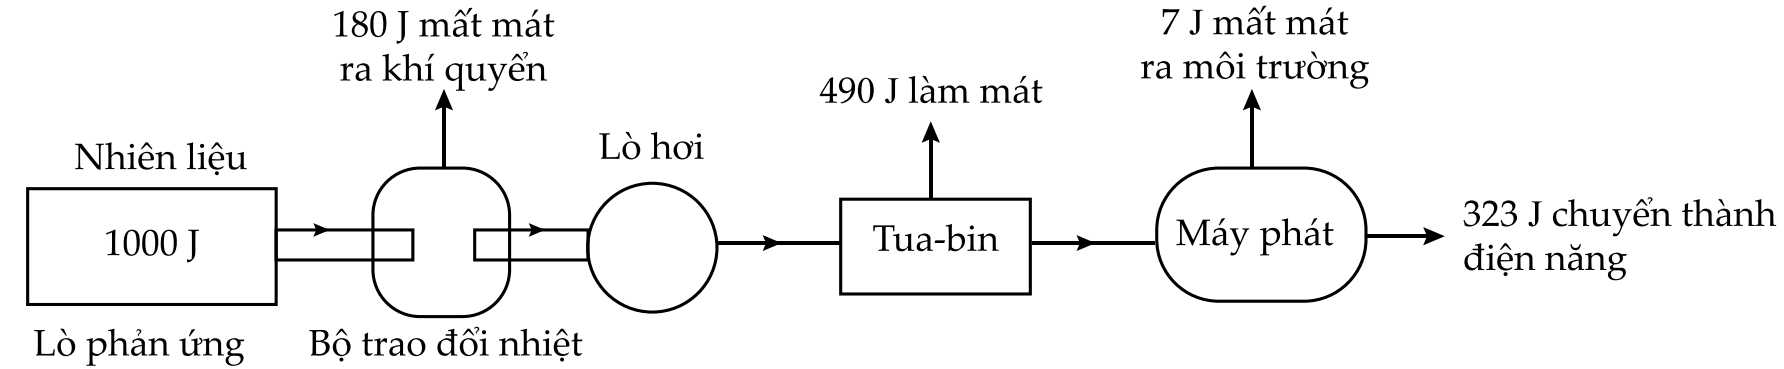 180 J mất mát
ra khí quyển
7 J mất mát
ra môi trường
490 J làm mát
Nhiên liệu
Lò hơi
1000 J
Tua-bin
Máy phát
323 J chuyển thành
điện năng
Lò phản ứng
Bộ trao đổi nhiệt